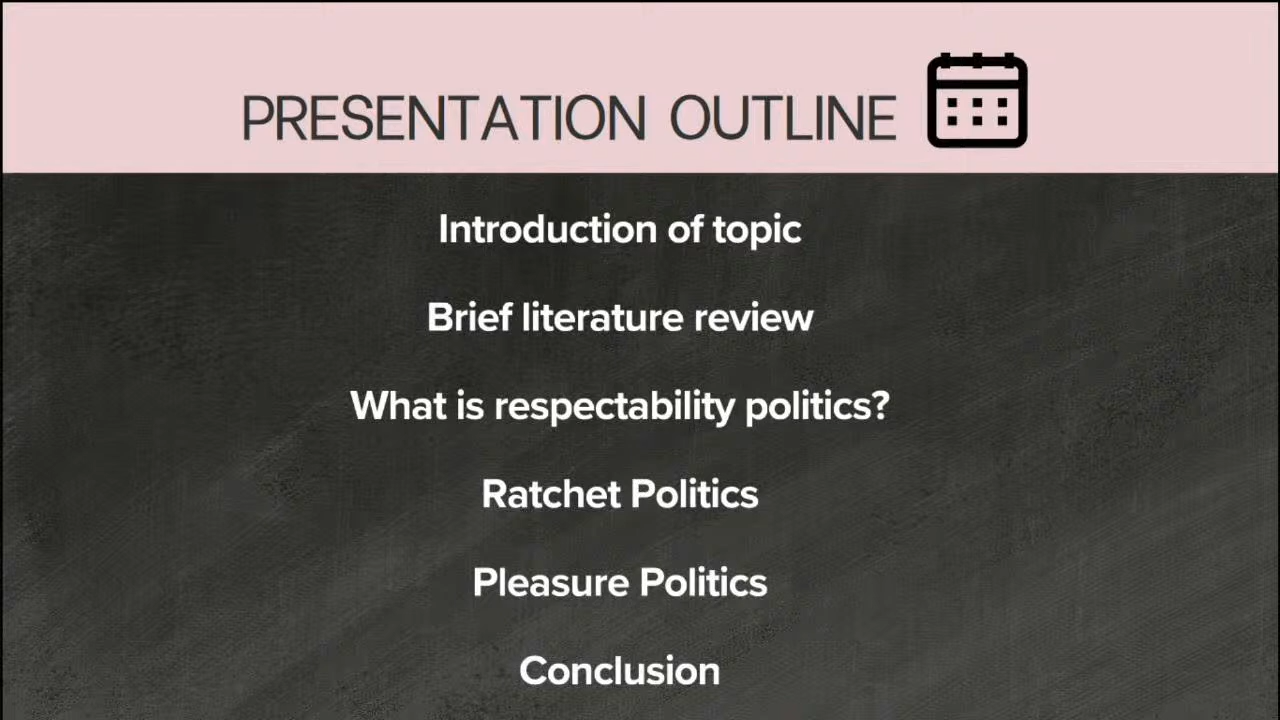 PRESENTATION OUTLINE
Introduction of topic
Brief literature review
What is respectability politics?
Ratchet Politics
Pleasure Politics
Conclusion